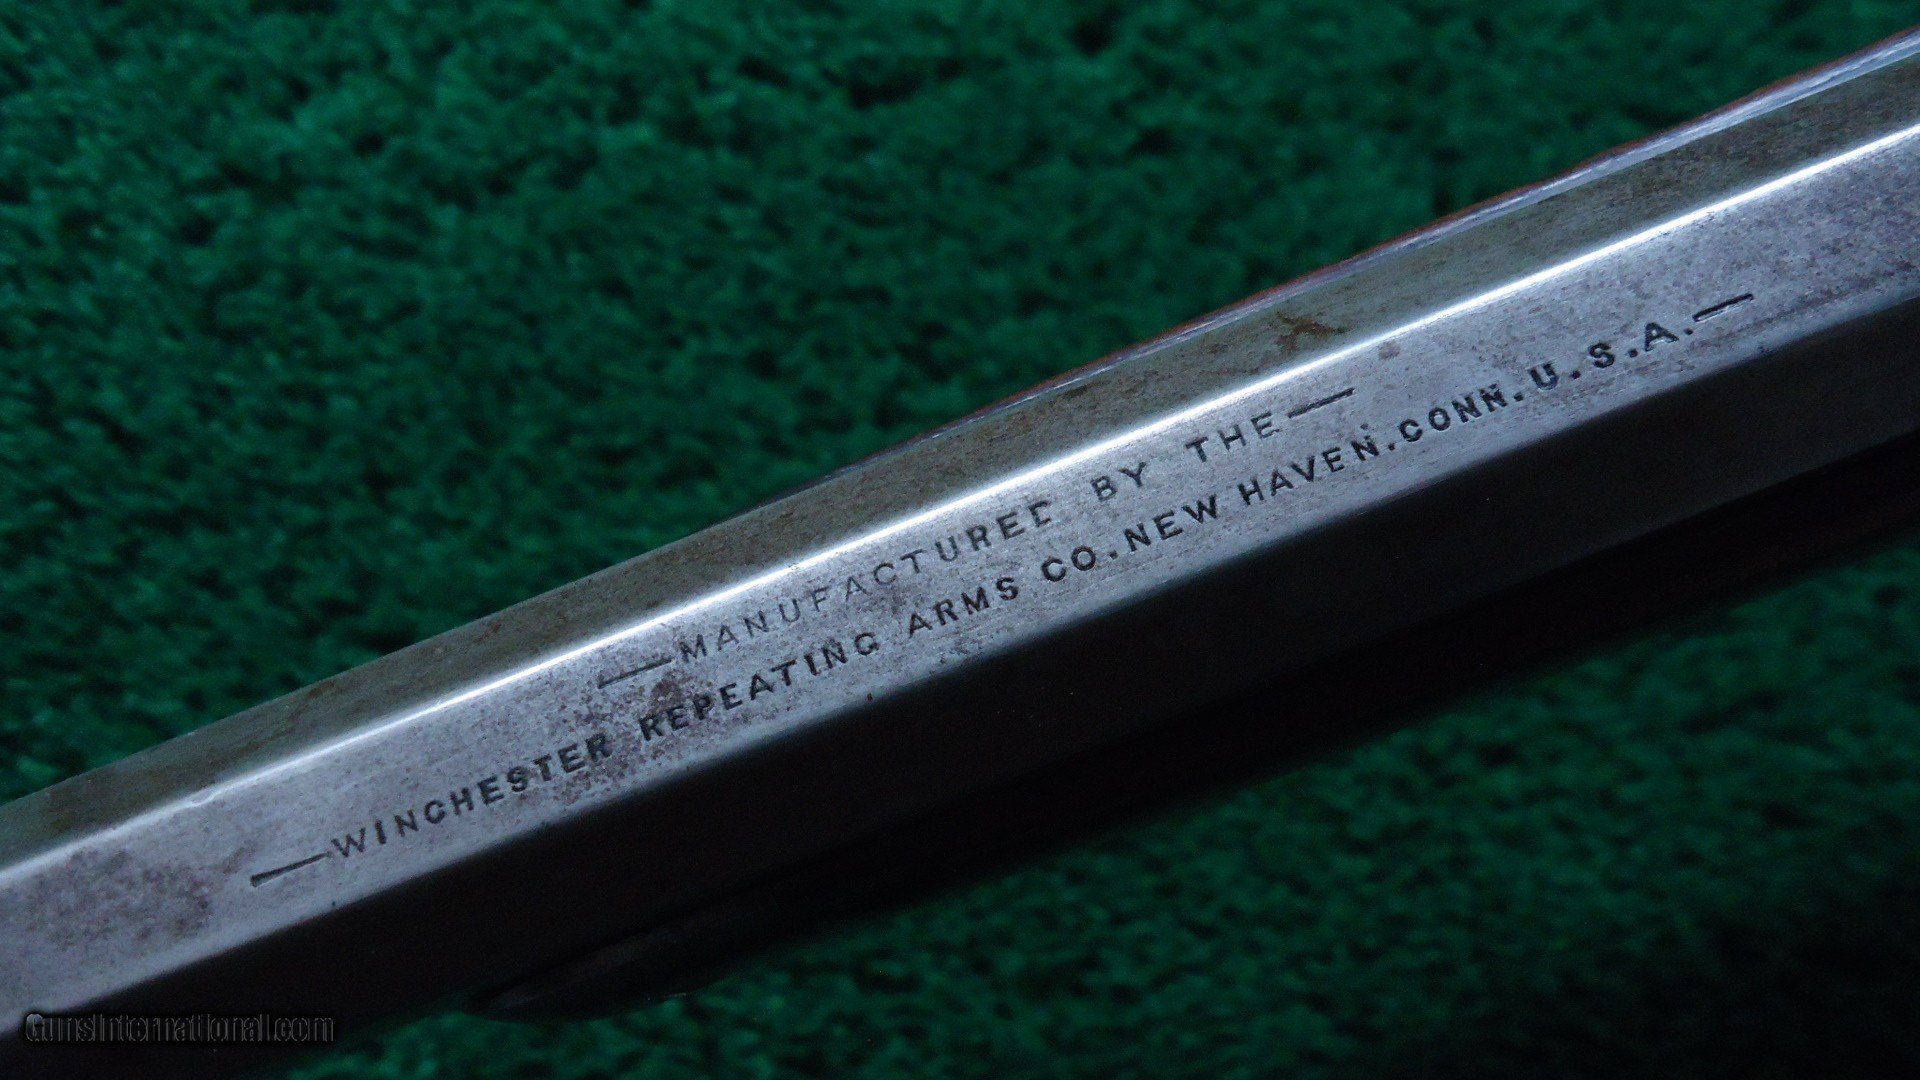 —MANUFACTURED BY THE—
—WINCHESTER REPEATING ARMS CO. NEW HAVEN. CONN. U.S.A.—
GunsInternational.com